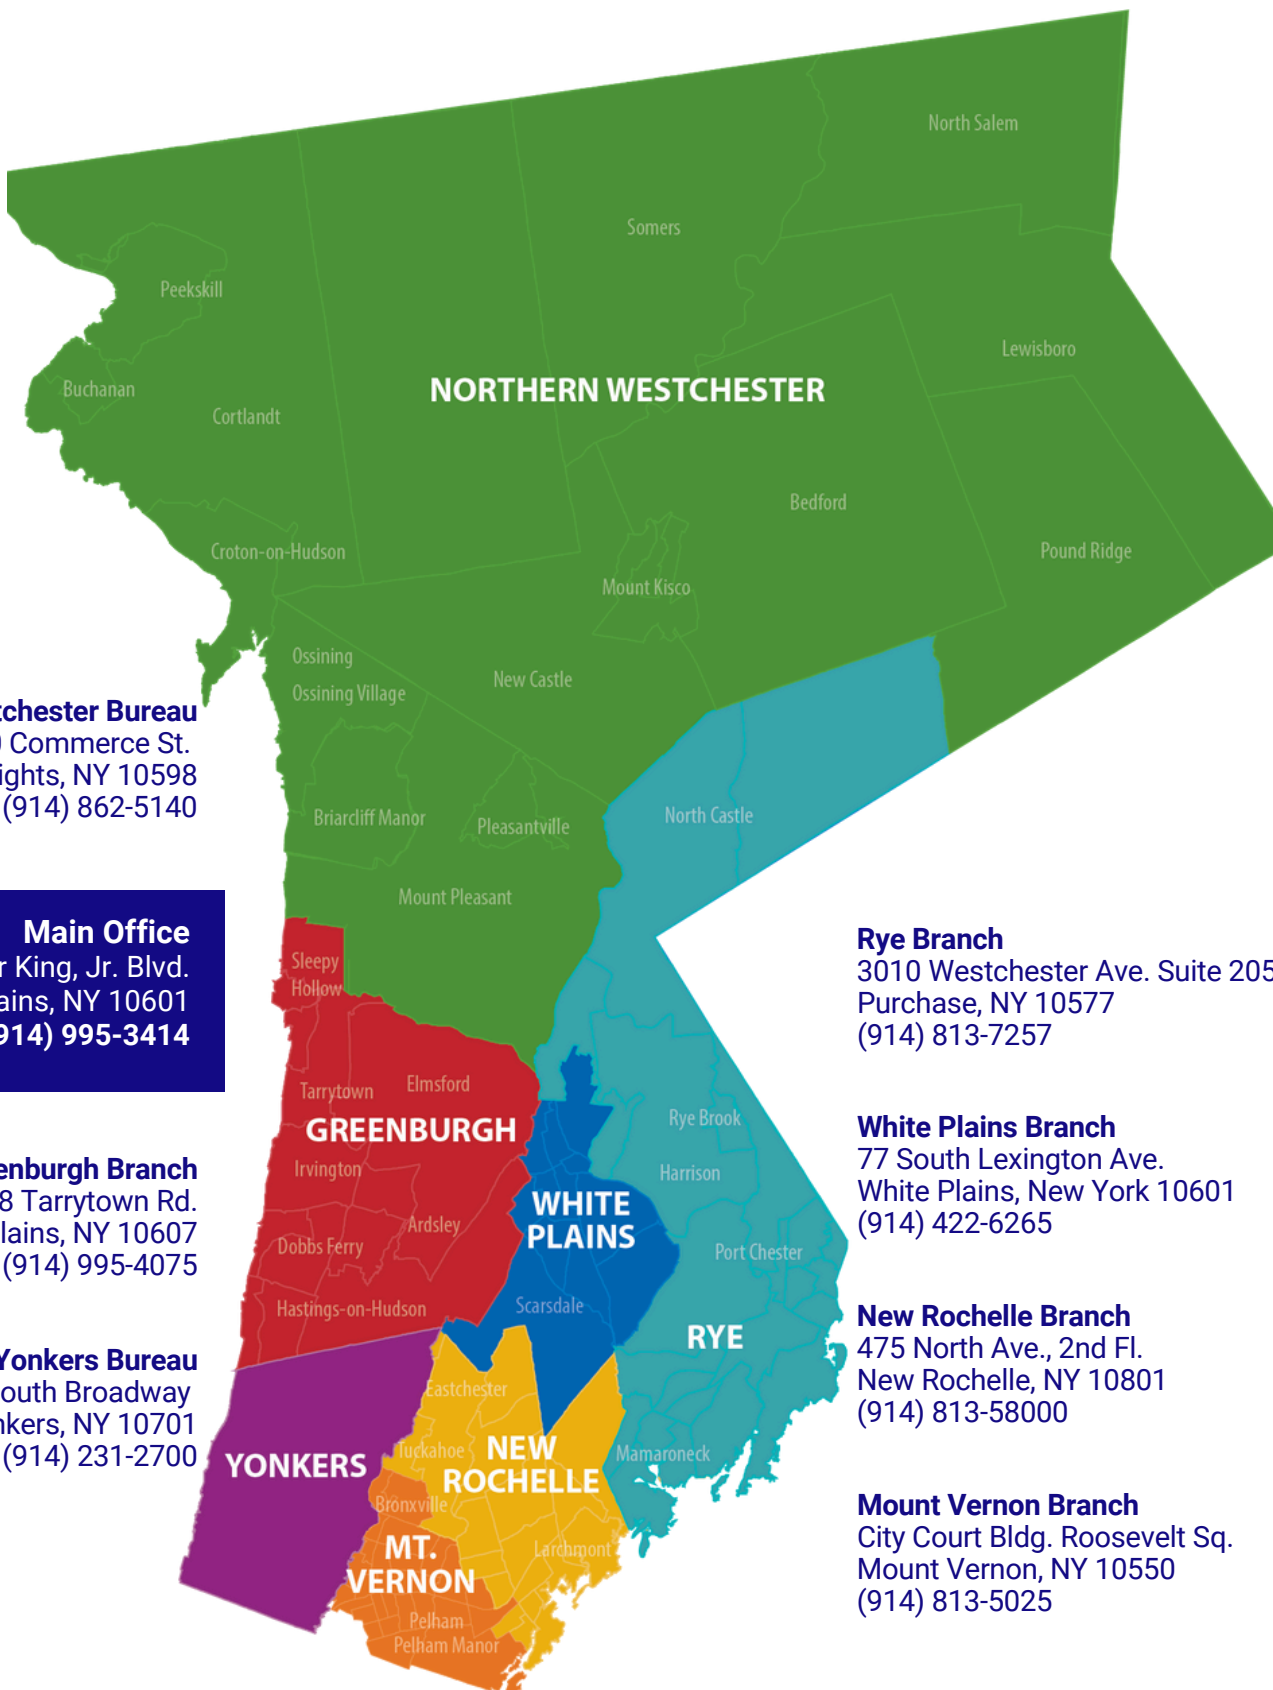 North Salem
Somers
Peekskill
Lewisboro
Buchanan
NORTHERN WESTCHESTER
Cortlandt
Bedford
Croton-on-Hudson
Pound Ridge
Mount Kisco
Ossining
New Castle
Ossining Village
North Castle
Briarcliff Manor
Pleasantville
Mount Pleasant
Sleepy
Hollow
Tarrytown
Elmsford
GREENBURGH
Irvington
Ardsley
Dobbs Ferry
Hastings-on-Hudson
WHITE
PLAINS
Scarsdale
Rye Brook
Harrison
Port Chester
RYE
Mamaroneck
YONKERS
Eastchester
Tuckahoe
NEW
ROCHELLE
Larchmont
Bronxville
MT.
VERNON
Pelham
Pelham Manor
tchester Bureau
0 Commerce St.
ights, NY 10598
(914) 862-5140
Main Office
r King, Jr. Blvd.
ains, NY 10601
914) 995-3414
enburgh Branch
8 Tarrytown Rd.
lains, NY 10607
(914) 995-4075
Yonkers Bureau
outh Broadway
nkers, NY 10701
(914) 231-2700
Rye Branch
3010 Westchester Ave. Suite 205
Purchase, NY 10577
(914) 813-7257
White Plains Branch
77 South Lexington Ave.
White Plains, New York 10601
(914) 422-6265
New Rochelle Branch
475 North Ave., 2nd Fl.
New Rochelle, NY 10801
(914) 813-58000
Mount Vernon Branch
City Court Bldg. Roosevelt Sq.
Mount Vernon, NY 10550
(914) 813-5025